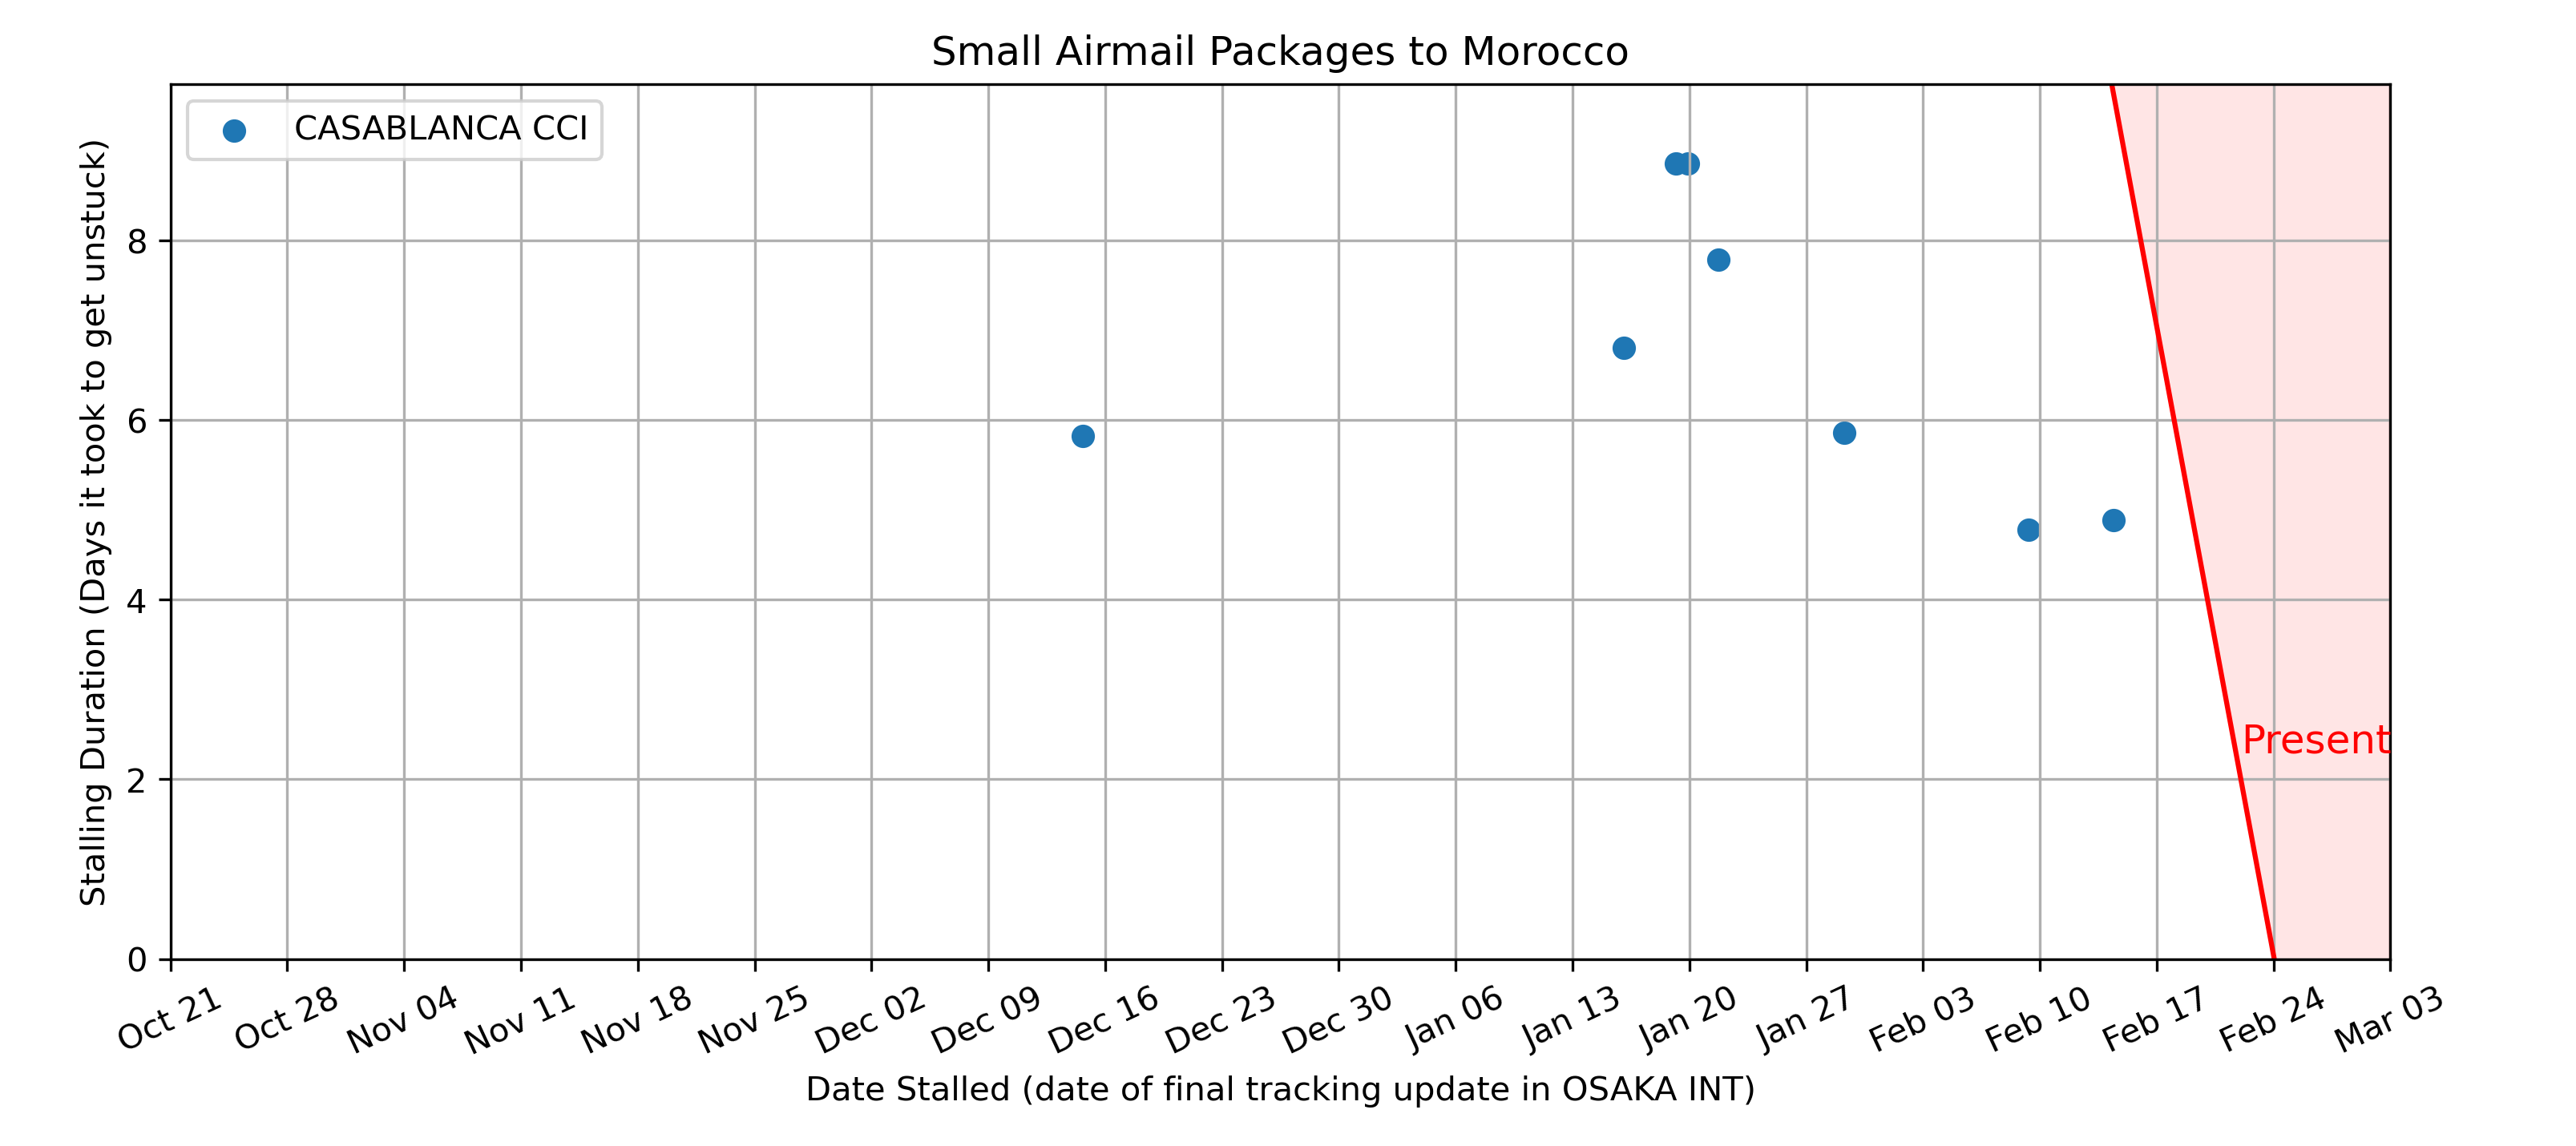 Small Airmail Packages to Morocco
CASABLANCA CCI
Stalling Duration (Days it took to get unstuck)
8
6
4
2
0
Present
Oct 21
Oct 28
Nov 04
Nov 11
Nov 18
Nov 25
Dec 02
Dec 09
Dec 16
Dec 23
Dec 30
Jan 06
Jan 13
Jan 20
Jan 27
Feb 03
Feb 10
Feb 17
Feb 24
Mar 03
Date Stalled (date of final tracking update in OSAKA INT)